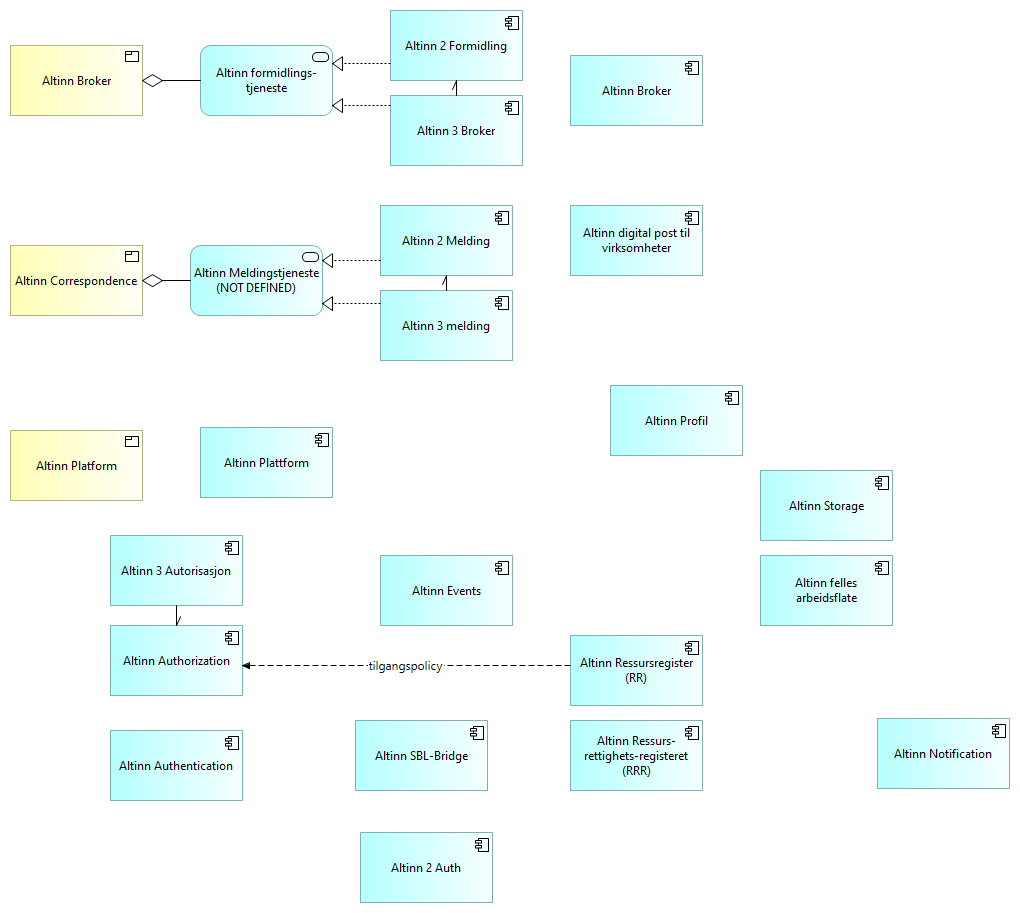 Altinn 2 Formidling
Altinn Broker
Altinn formidlings-
tjeneste
Altinn Broker
Altinn 3 Broker
Altinn 2 Melding
Altinn digital post til
virksomheter
Altinn Correspondence
Altinn Meldingstjeneste
(NOT DEFINED)
Altinn 3 melding
Altinn Profil
Altinn Platform
Altinn Plattform
Altinn Storage
Altinn 3 Autorisasjon
Altinn Events
Altinn felles
arbeidsflate
Altinn Authorization
tilgangspolicy
Altinn Ressursregister
(RR)
Altinn Authentication
Altinn SBL-Bridge
Altinn Ressurs-
rettighets-registeret
(RRR)
Altinn Notification
Altinn 2 Auth